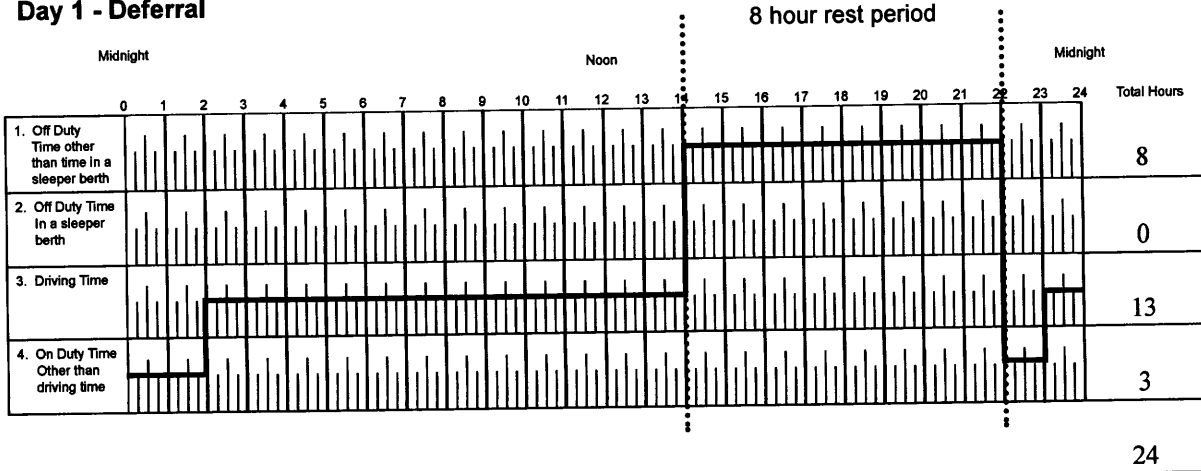 Day 1 - Deferral
8 hour rest period
Midnight
Noon
Midnight
0 1 2 3 4 5 6 7 8 9 10 11 12 13 14 15 16 17 18 19 20 21 22 23 24
Total Hours
1. Off Duty
Time other
than time in a
sleeper berth
8
2. Off Duty Time
In a sleeper
berth
0
3. Driving Time
13
4. On Duty Time
Other than
driving time
3
24